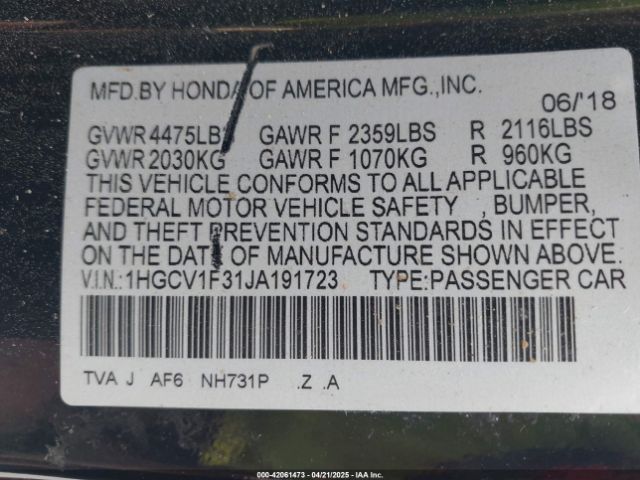 MFD.BY HONDA OF AMERICA MFG.,INC.
06/'18
GVWR 4475LBS GAWR F 2359LBS R 2116LBS
GVWR 2030KG GAWR F 1070KG R 960KG
THIS VEHICLE CONFORMS TO ALL APPLICABLE
FEDERAL MOTOR VEHICLE SAFETY , BUMPER,
AND THEFT PREVENTION STANDARDS IN EFFECT
ON THE DATE OF MANUFACTURE SHOWN ABOVE.
V.I.N.:1HGCV1F31JA191723 TYPE:PASSENGER CAR
TVA J AF6 NH731P .Z .A
000-42061473 - 04/21/2025 - IAA Inc.